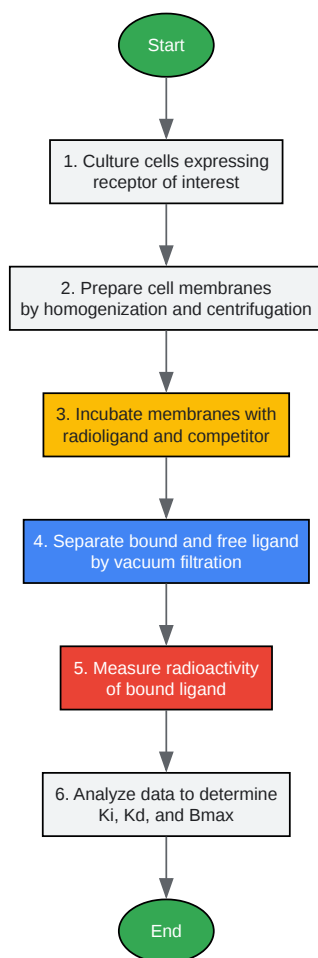 Start
1. Culture cells expressing
receptor of interest
2. Prepare cell membranes
by homogenization and centrifugation
3. Incubate membranes with
radioligand and competitor
4. Separate bound and free ligand
by vacuum filtration
5. Measure radioactivity
of bound ligand
6. Analyze data to determine
Ki, Kd, and Bmax
End